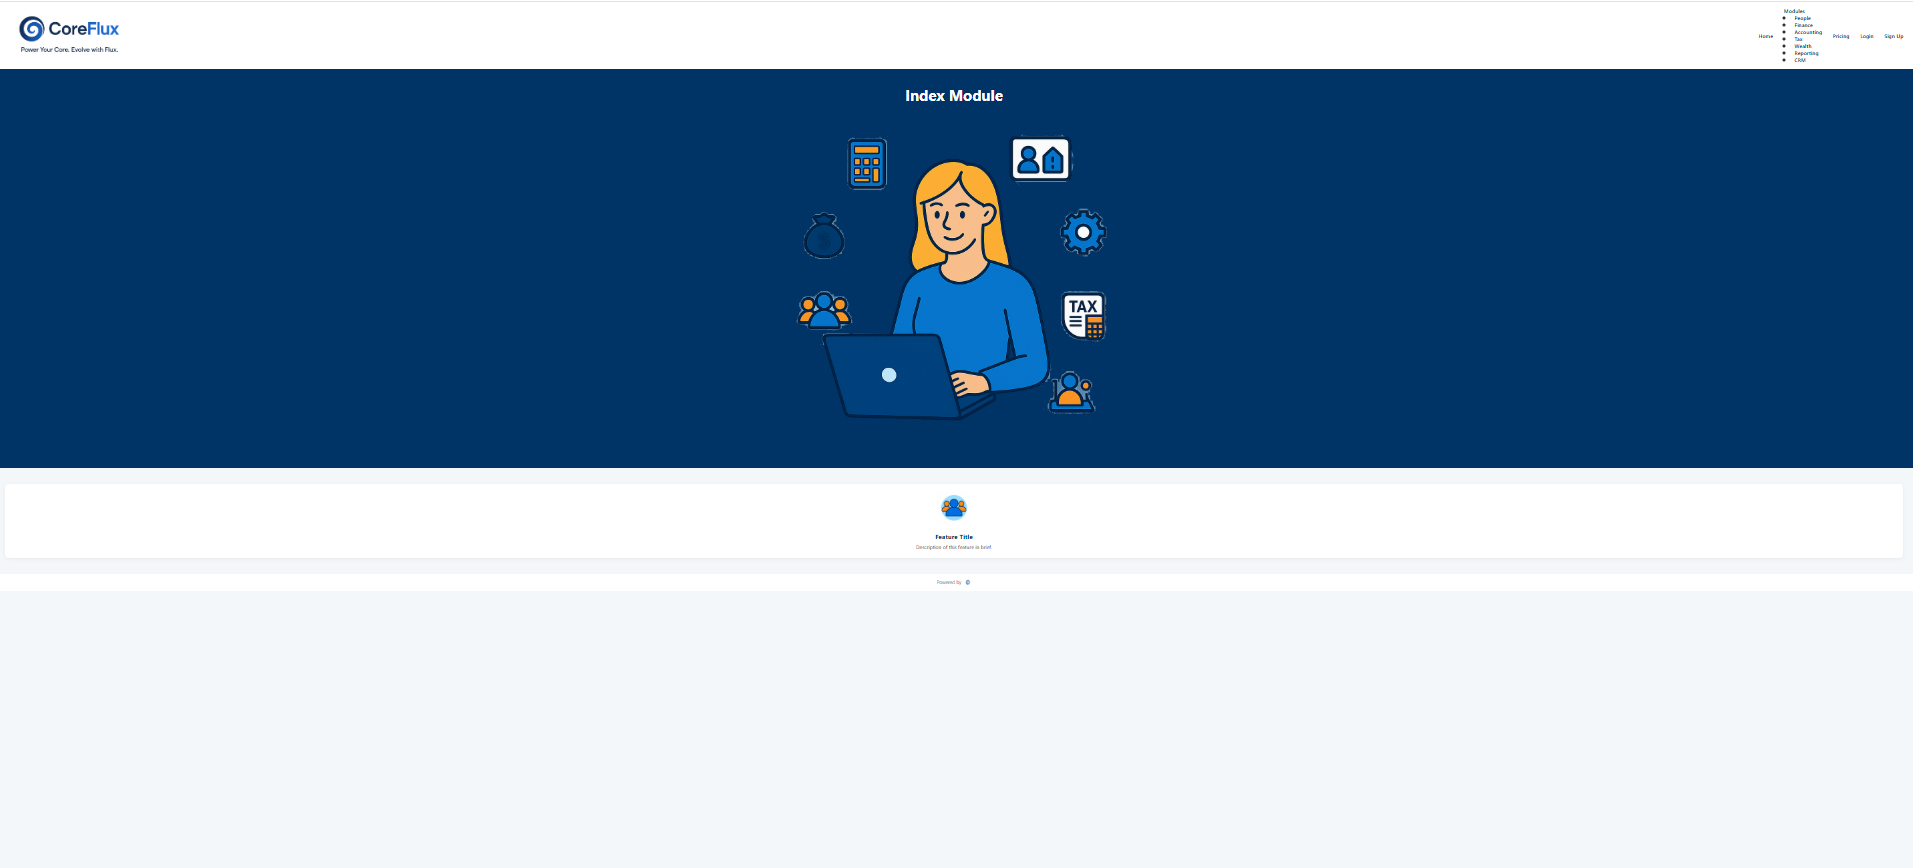 CoreFlux
Power Your Core. Evolve with Flux.
Home
Modules
People
Finance
Accounting
Tax
Wealth
Reporting
CRM
Pricing
Login
Sign Up
Index Module
TAX
Feature Title
Description of this feature in brief.
Powered by